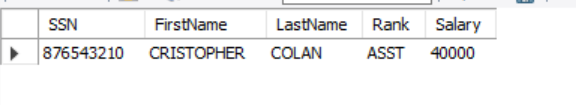 SSN FirstName LastName Rank Salary
876543210 CRISTOPHER COLAN ASST 40000